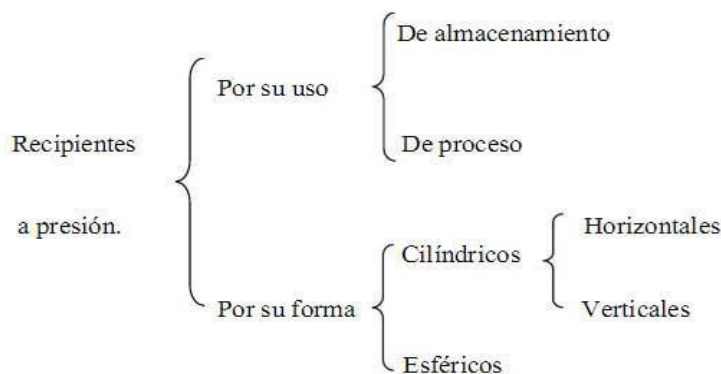 Recipientes
a presión.
Por su uso
De almacenamiento
De proceso
Por su forma
Cilíndricos
Horizontales
Verticales
Esféricos